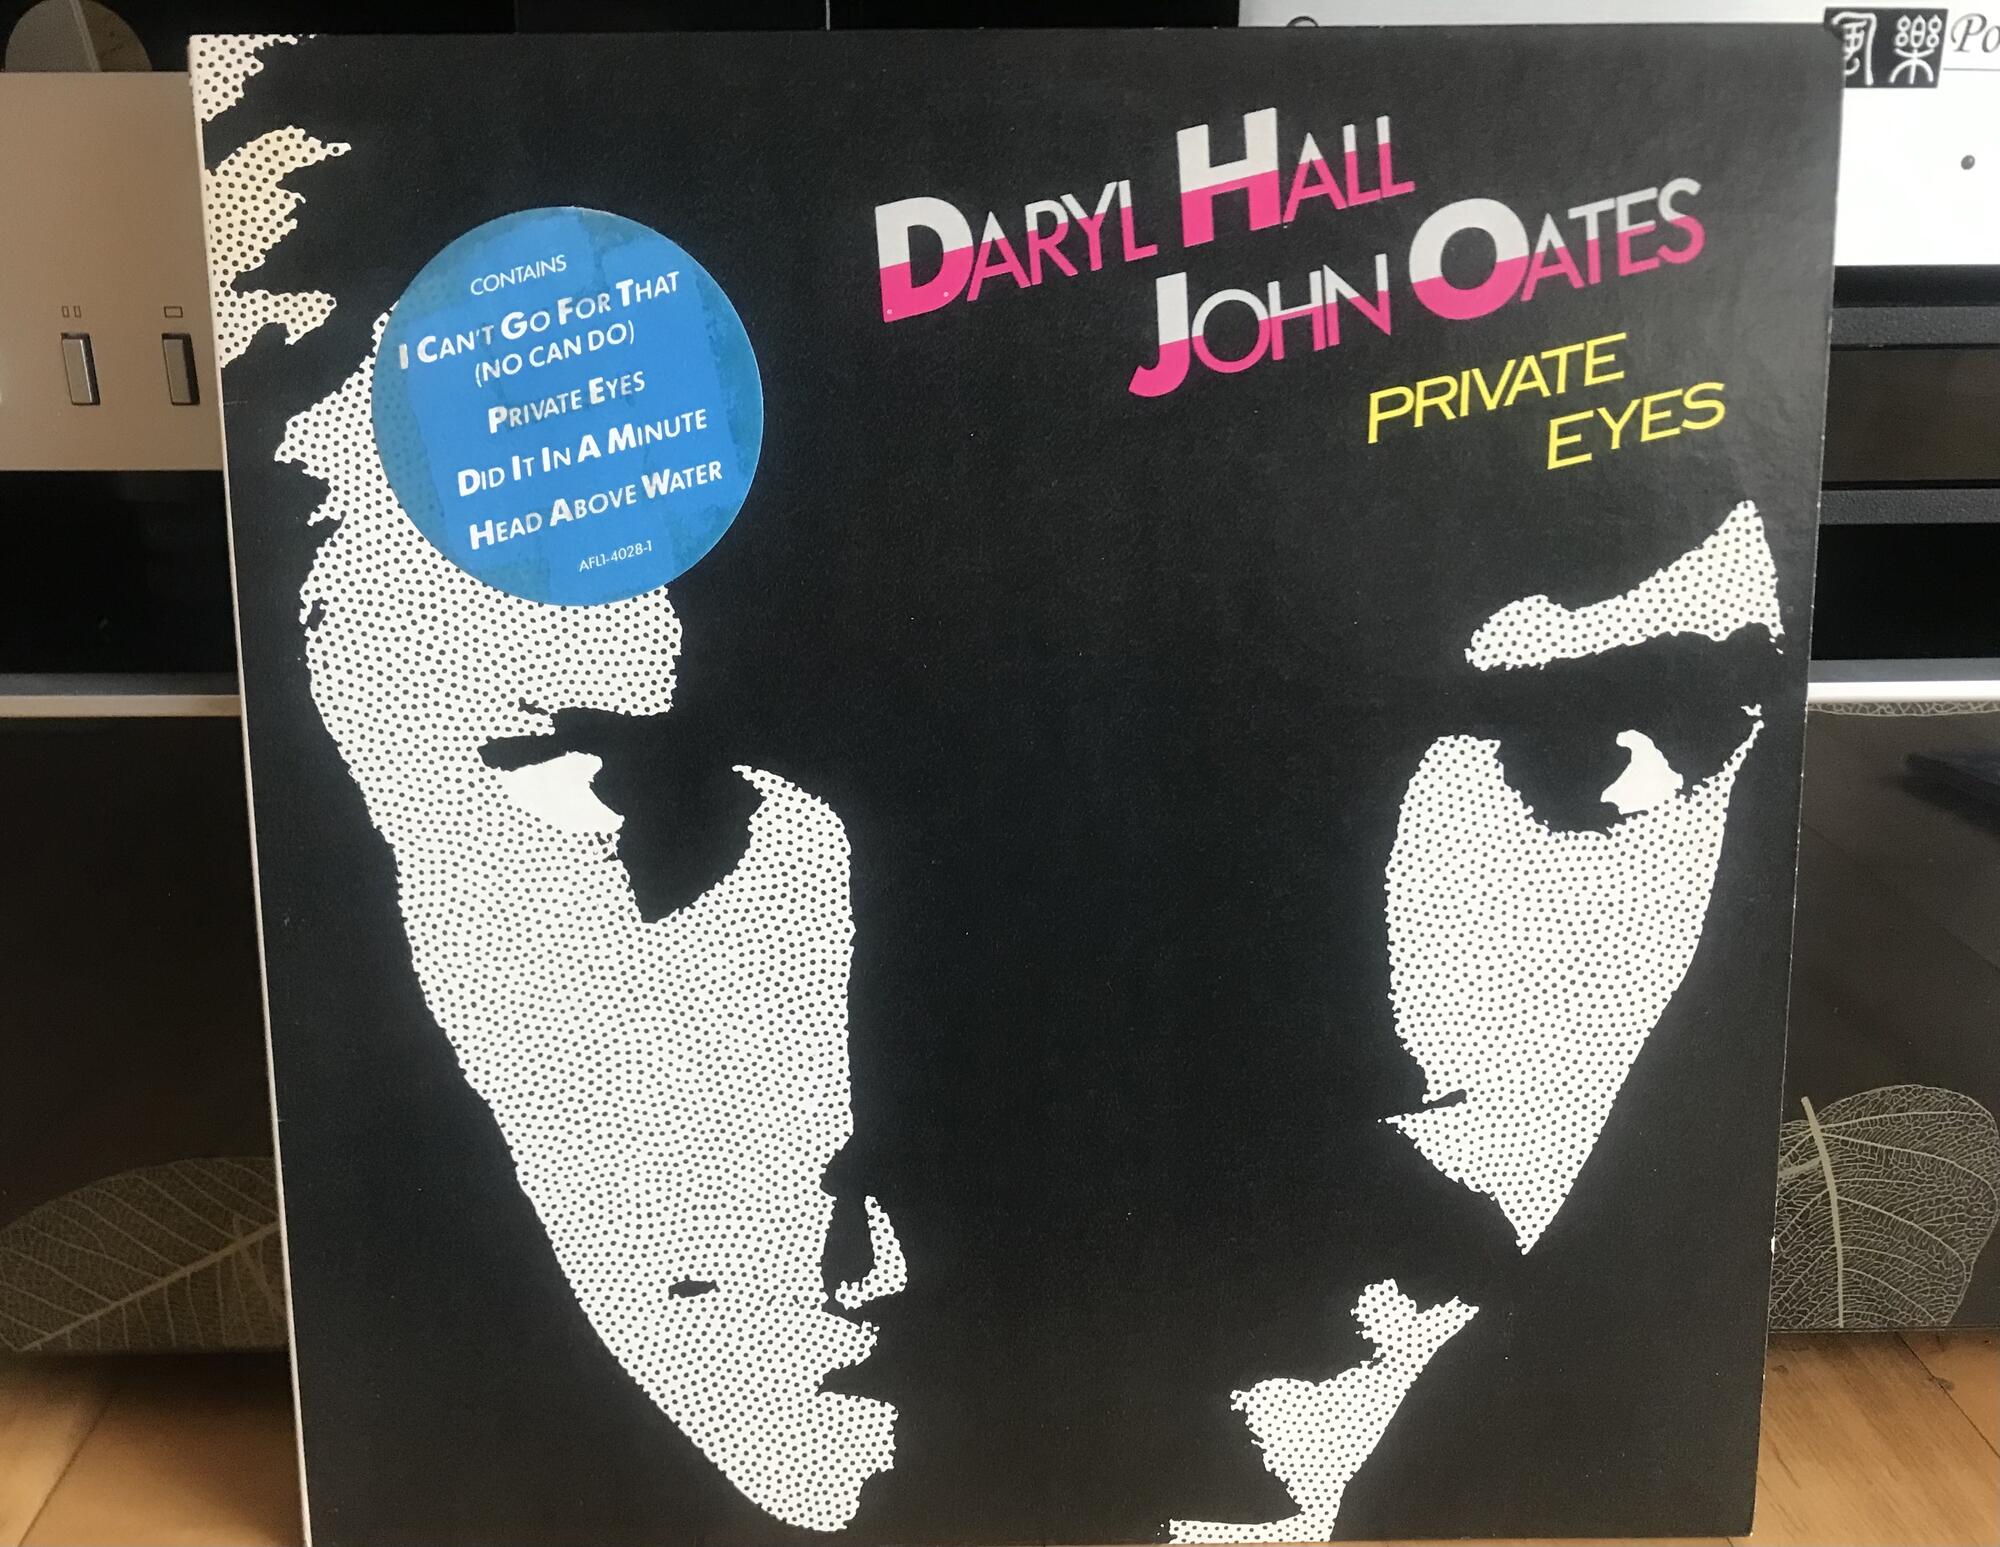 DARYL HALL
JOHN OATES
PRIVATE
EYES
CONTAINS
I CAN'T GO FOR THAT
(NO CAN DO)
PRIVATE EYES
DID IT IN A MINUTE
HEAD ABOVE WATER
AFL1-4028-1
Po